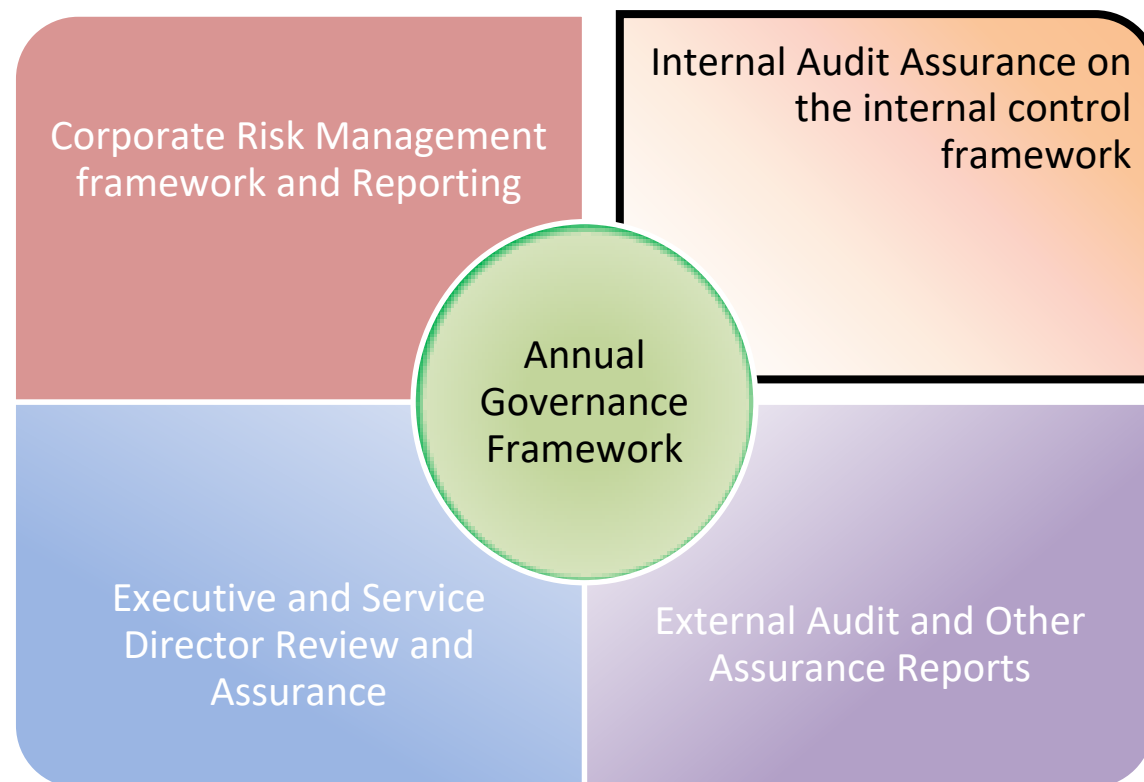 Corporate Risk Management
framework and Reporting
Internal Audit Assurance on
the internal control
framework
Annual
Governance
Framework
Executive and Service
Director Review and
Assurance
External Audit and Other
Assurance Reports